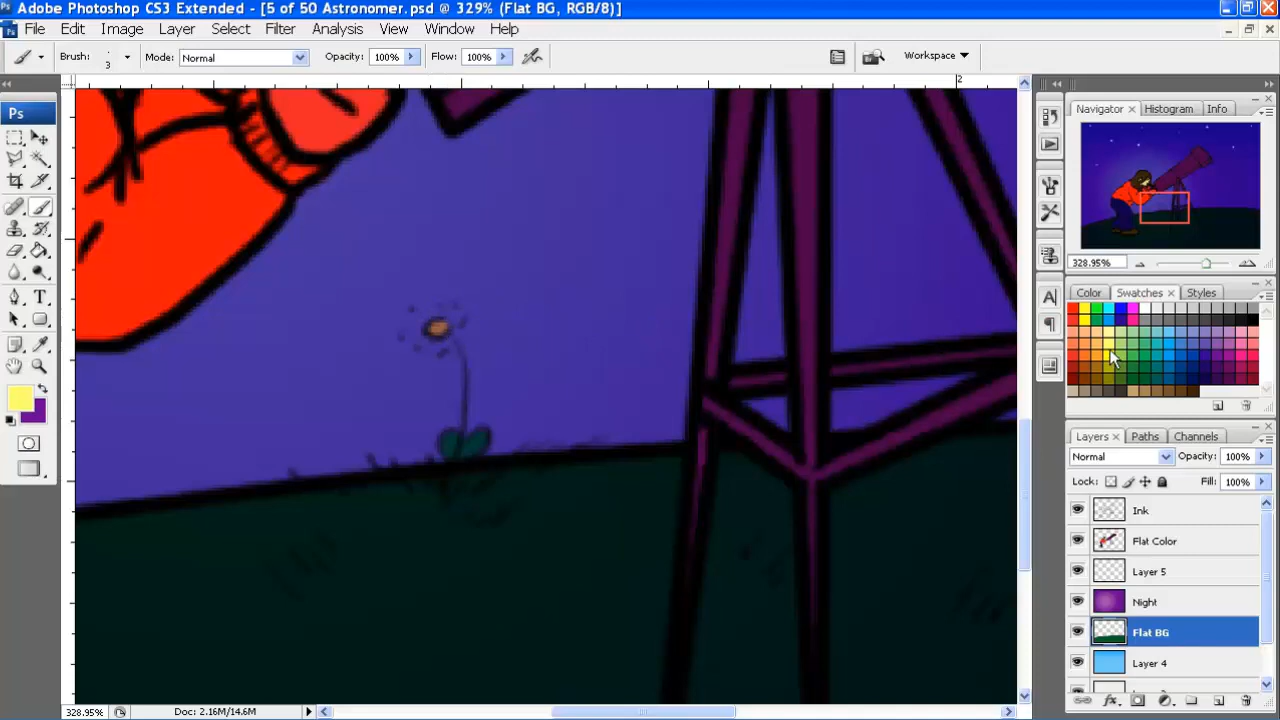 Adobe Photoshop CS3 Extended - [5 of 50 Astronomer.psd @ 329% (Flat BG, RGB/8)]
File Edit Image Layer Select Filter Analysis View Window Help
Brush: 3 Mode: Normal Opacity: 100% Flow: 100% Workspace
2
Ps
Navigator Histogram Info
328.95%
Color Swatches Styles
Layers Paths Channels
Normal Opacity: 100%
Lock: Fill: 100%
Ink
Flat Color
Layer 5
Night
Flat BG
Layer 4
328.95% Doc: 2.16M/14.6M